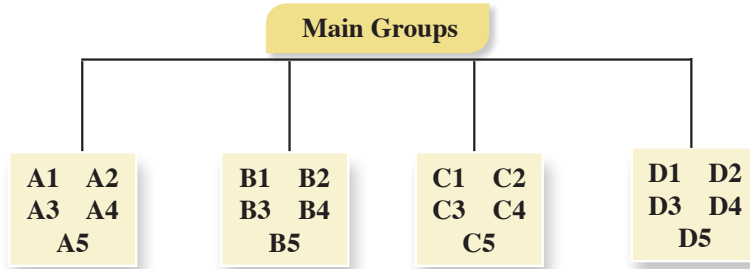 Main Groups
A1 A2
A3 A4
A5
B1 B2
B3 B4
B5
C1 C2
C3 C4
C5
D1 D2
D3 D4
D5